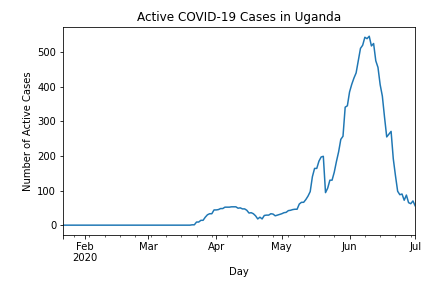 Active COVID-19 Cases in Uganda
Number of Active Cases
500
400
300
200
100
0
Feb
2020
Mar
Apr
May
Jun
Jul
Day